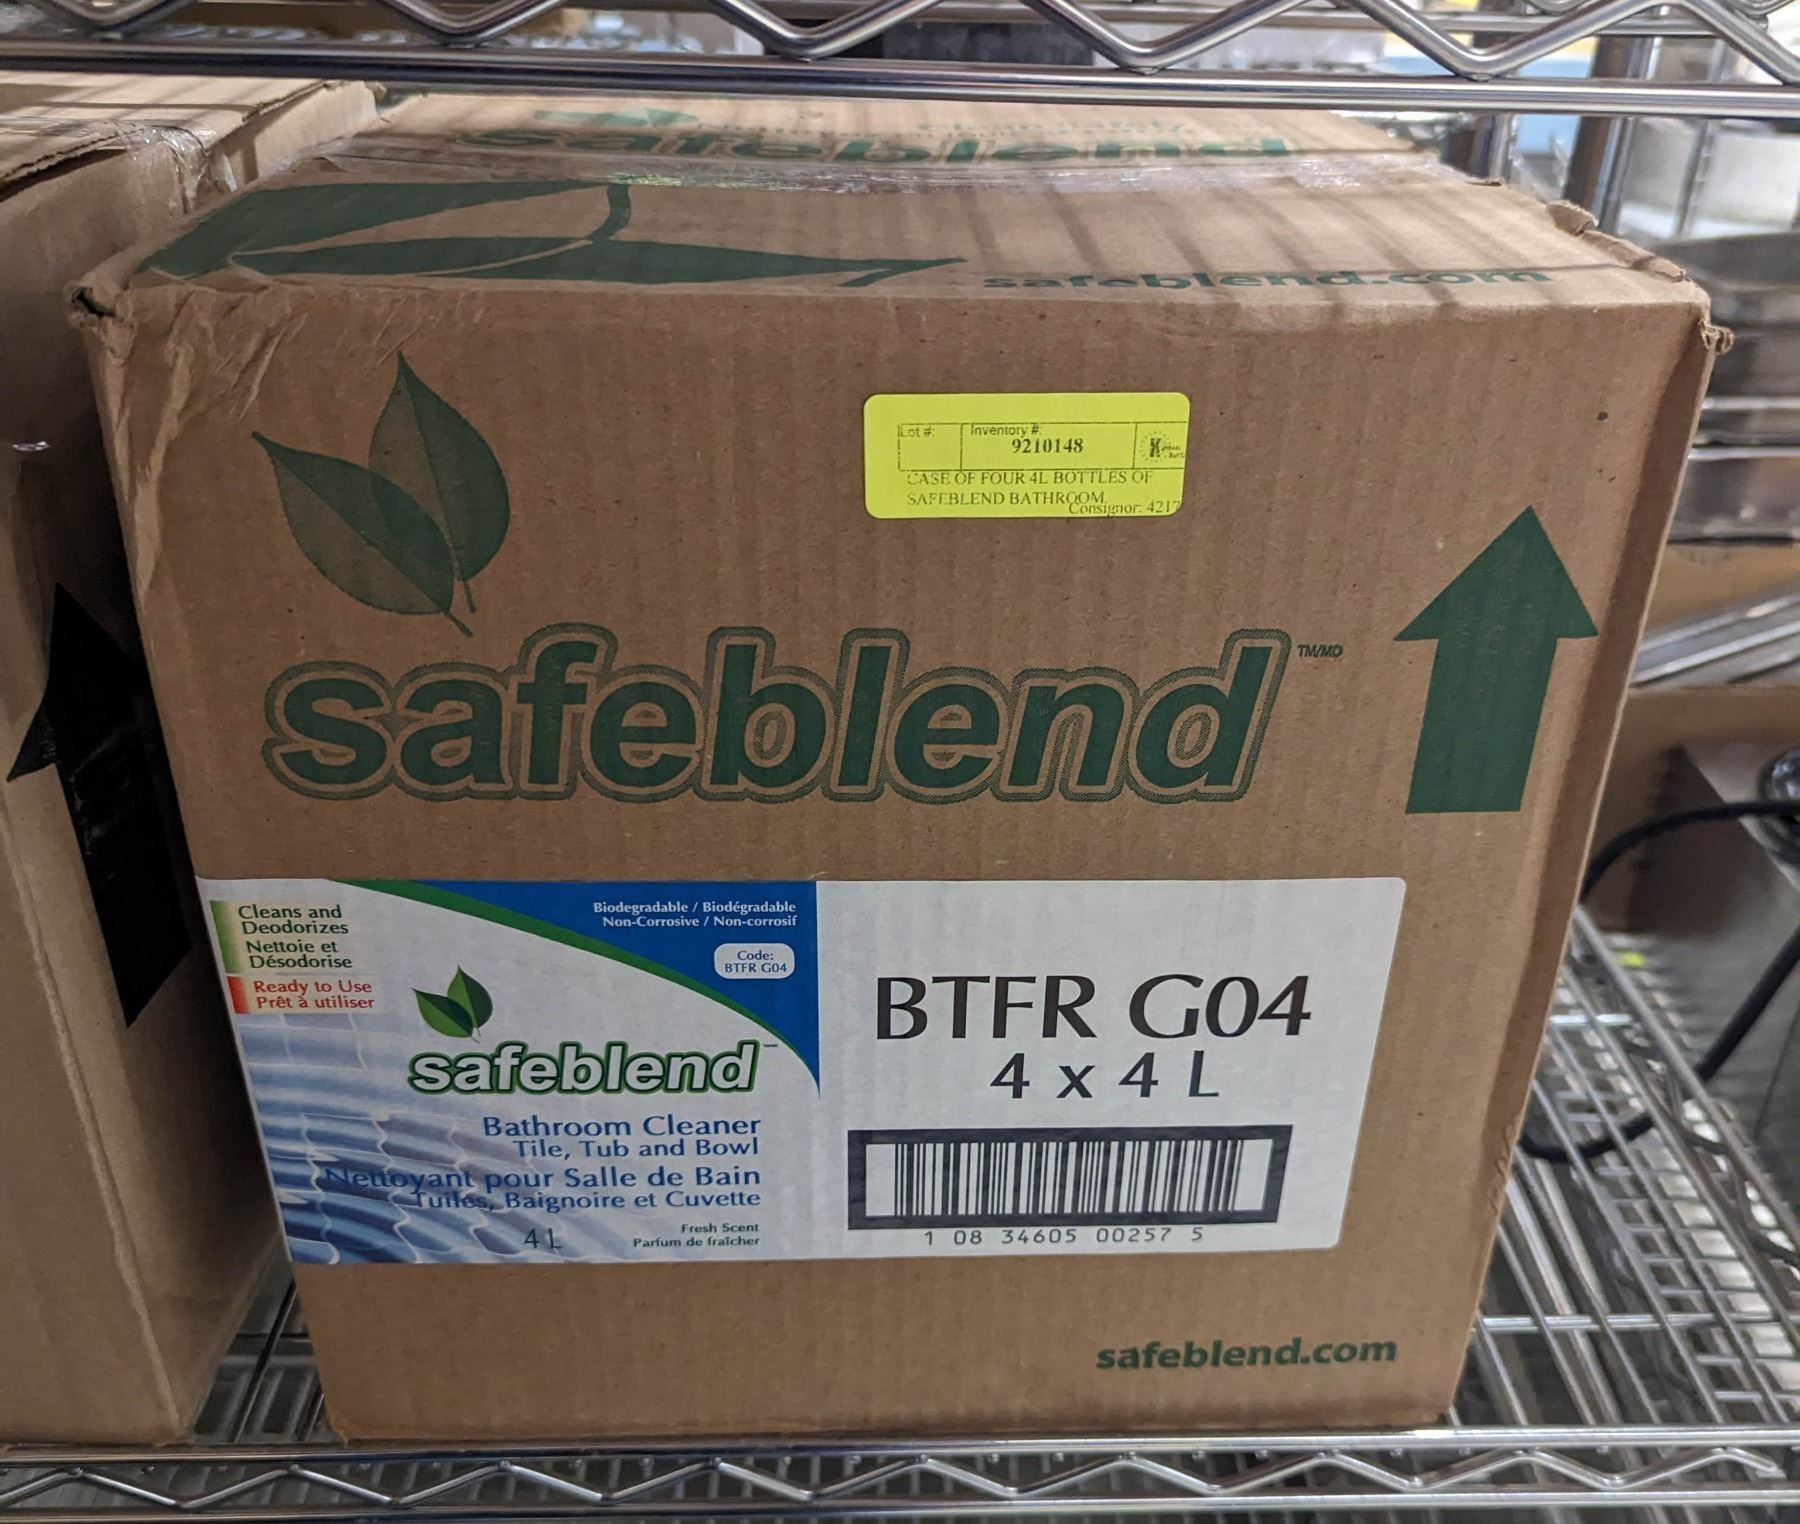 safeblend
safeblend.com
Lot #:
Inventory #:
9210148
K
CASE OF FOUR 4L BOTTLES OF
SAFEBLEND BATHROOM.
Consignor: 4217
safeblend TM/MD
Cleans and
Deodorizes
Nettoie et
Désodorise
Ready to Use
Prêt à utiliser
Biodegradable / Biodégradable
Non-Corrosive / Non-corrosif
Code:
BTFR G04
safeblend
Bathroom Cleaner
Tile, Tub and Bowl
Nettoyant pour Salle de Bain
Tuiles, Baignoire et Cuvette
4 L
Fresh Scent
Parfum de fraîcher
BTFR G04
4 x 4 L
1 08 34605 00257 5
safeblend.com